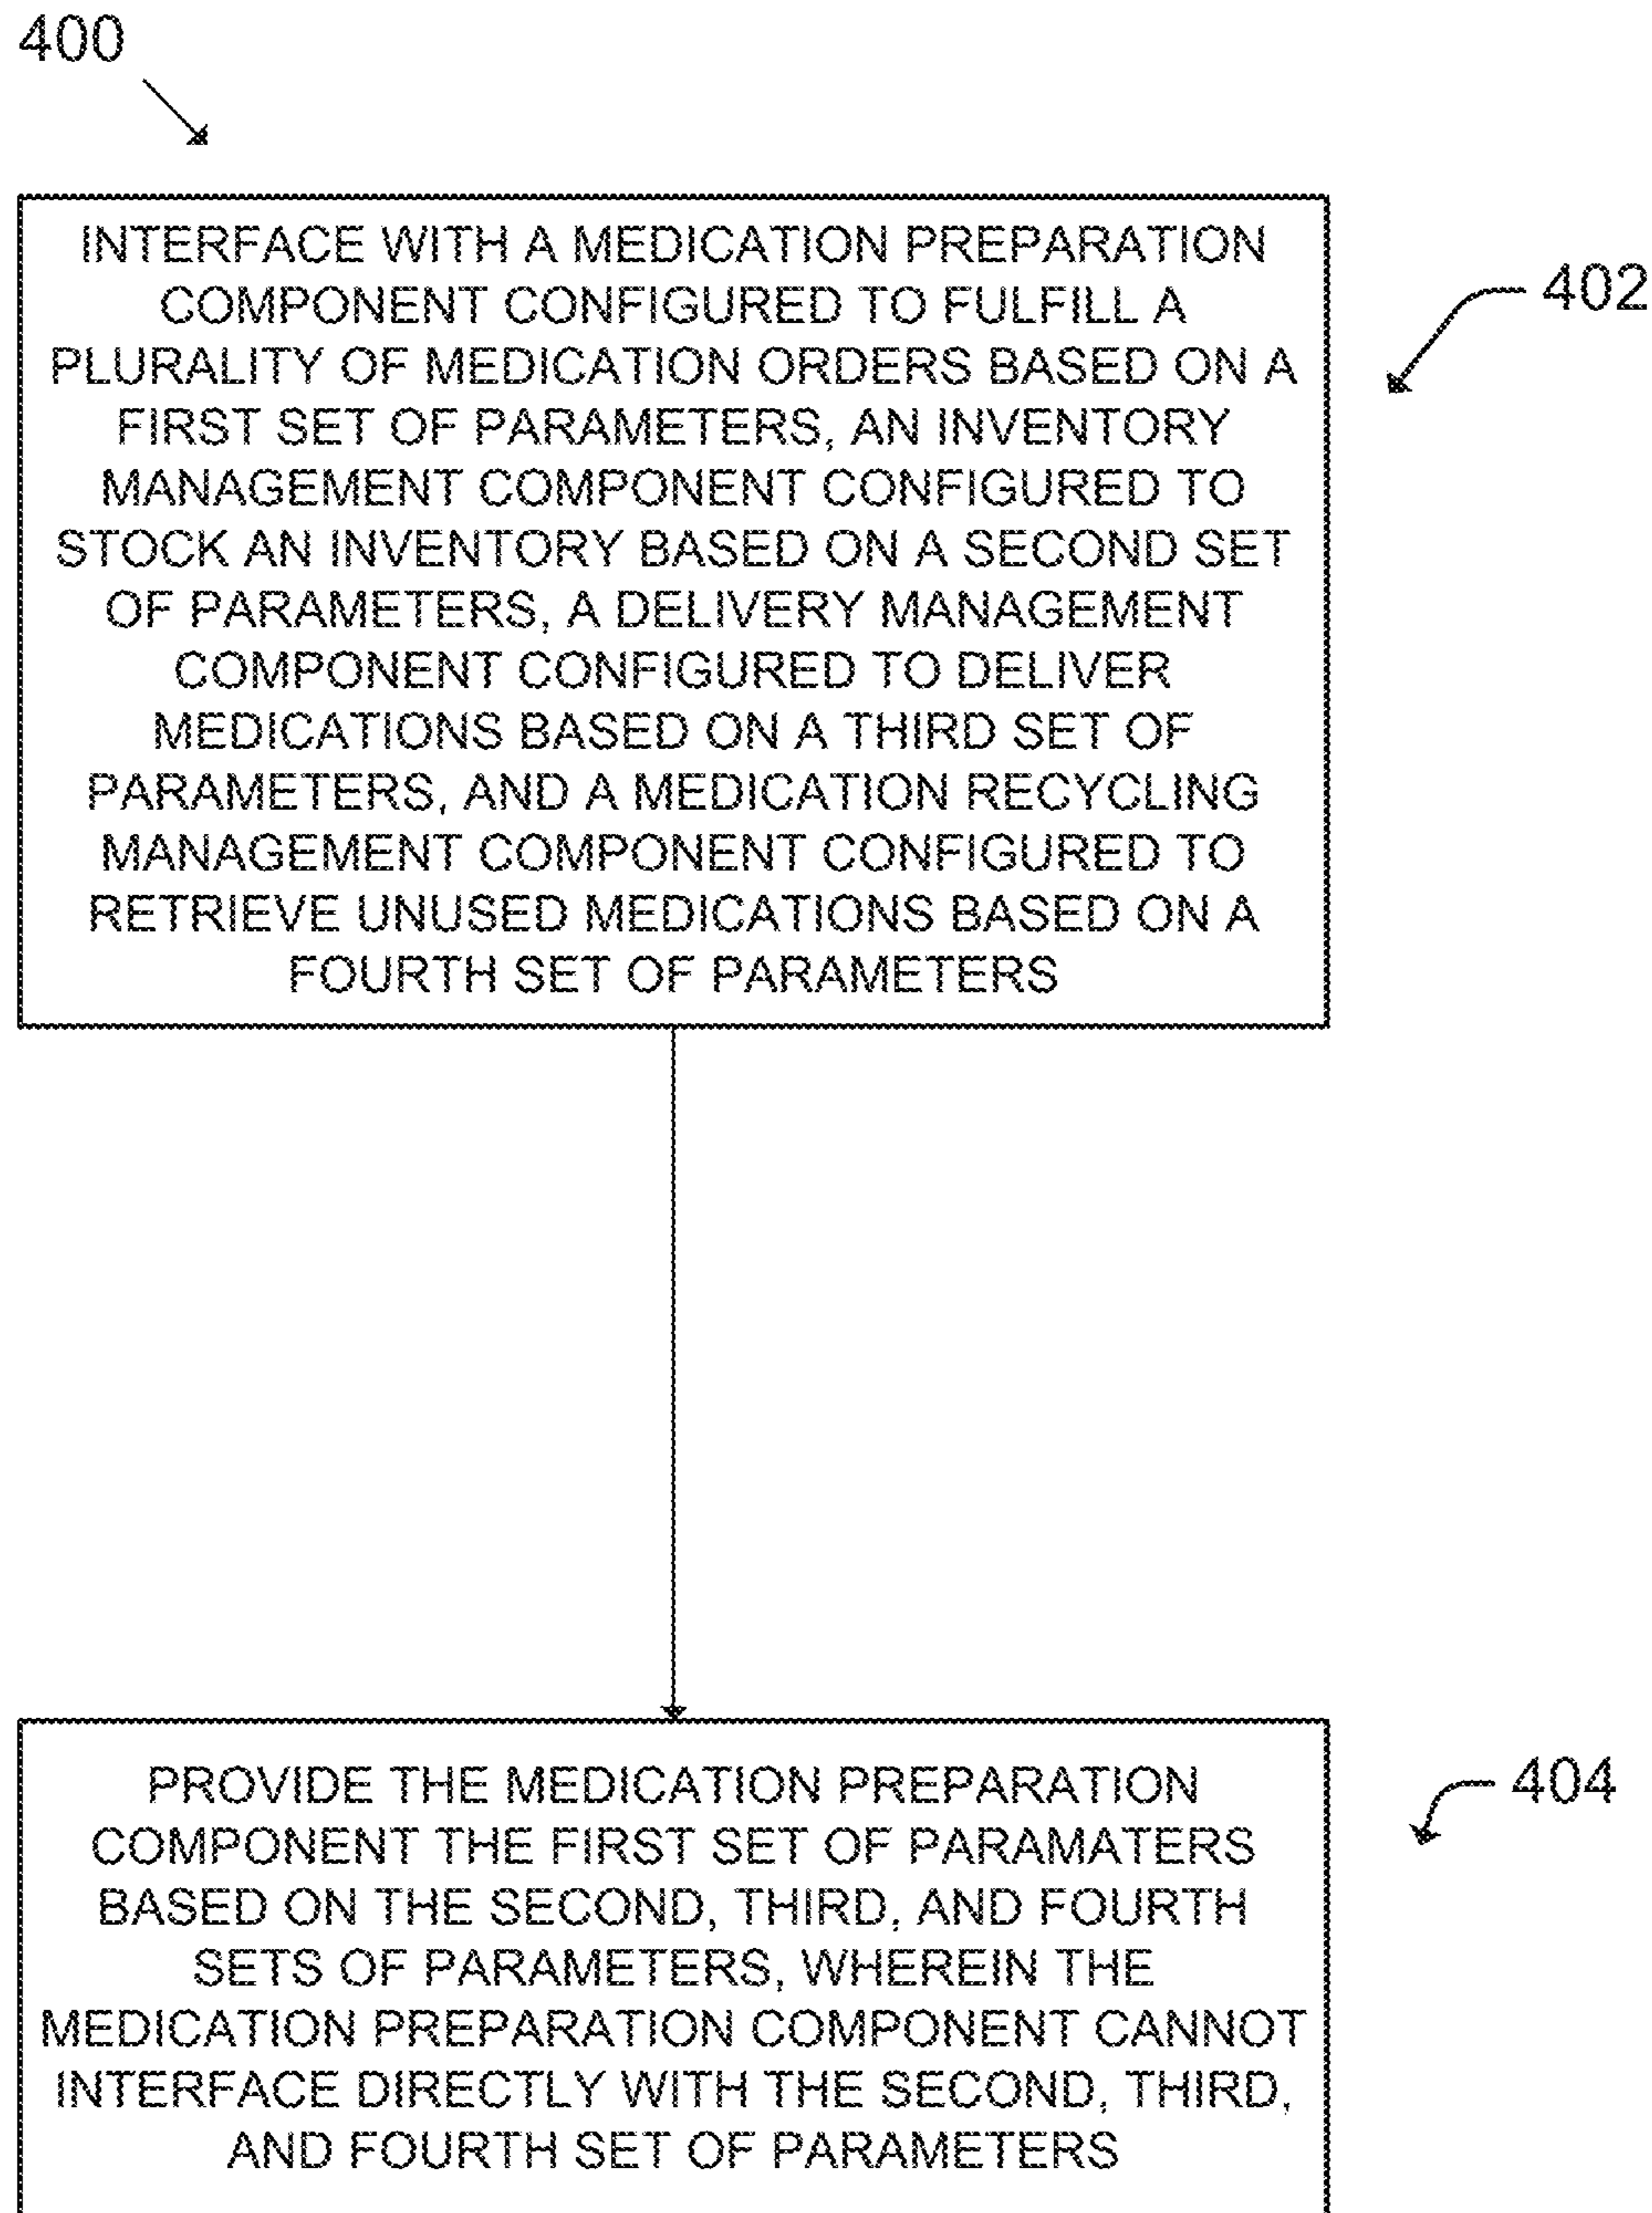 400
INTERFACE WITH A MEDICATION PREPARATION
COMPONENT CONFIGURED TO FULFILL A
PLURALITY OF MEDICATION ORDERS BASED ON A
FIRST SET OF PARAMETERS, AN INVENTORY
MANAGEMENT COMPONENT CONFIGURED TO
STOCK AN INVENTORY BASED ON A SECOND SET
OF PARAMETERS, A DELIVERY MANAGEMENT
COMPONENT CONFIGURED TO DELIVER
MEDICATIONS BASED ON A THIRD SET OF
PARAMETERS, AND A MEDICATION RECYCLING
MANAGEMENT COMPONENT CONFIGURED TO
RETRIEVE UNUSED MEDICATIONS BASED ON A
FOURTH SET OF PARAMETERS
402
PROVIDE THE MEDICATION PREPARATION
COMPONENT THE FIRST SET OF PARAMATERS
BASED ON THE SECOND, THIRD, AND FOURTH
SETS OF PARAMETERS, WHEREIN THE
MEDICATION PREPARATION COMPONENT CANNOT
INTERFACE DIRECTLY WITH THE SECOND, THIRD,
AND FOURTH SET OF PARAMETERS
404